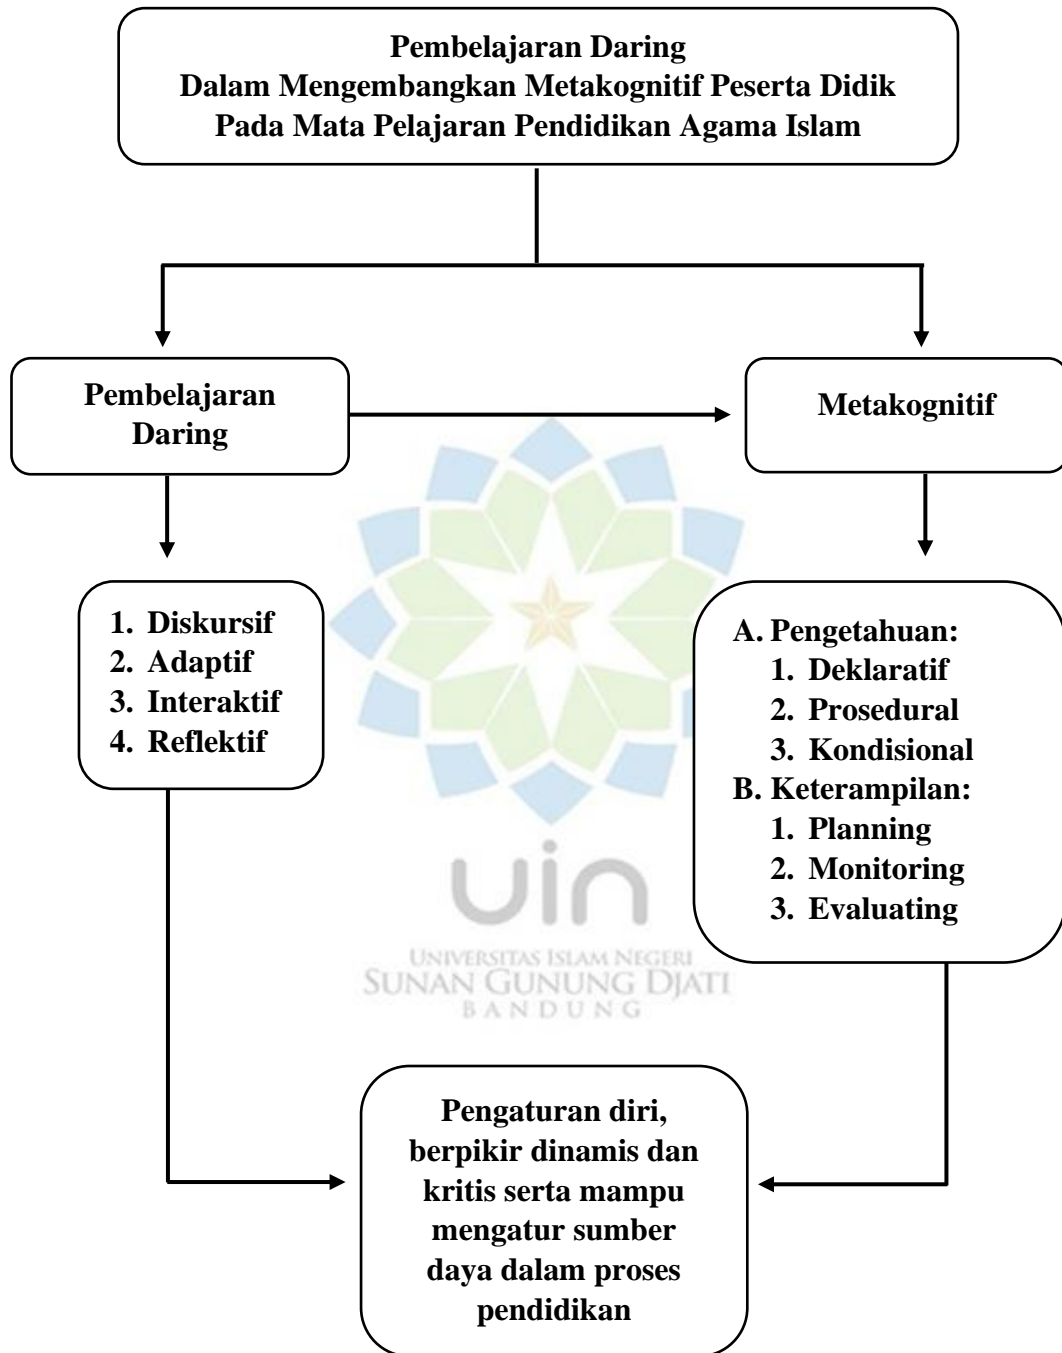 Pembelajaran Daring
Dalam Mengembangkan Metakognitif Peserta Didik
Pada Mata Pelajaran Pendidikan Agama Islam
Pembelajaran
Daring
Metakognitif
1. Diskursif
2. Adaptif
3. Interaktif
4. Reflektif
A. Pengetahuan:
1. Deklaratif
2. Prosedural
3. Kondisional
B. Keterampilan:
1. Planning
2. Monitoring
3. Evaluating
uin
UNIVERSITAS ISLAM NEGERI
SUNAN GUNUNG DJATI
BANDUNG
Pengaturan diri,
berpikir dinamis dan
kritis serta mampu
mengatur sumber
daya dalam proses
pendidikan